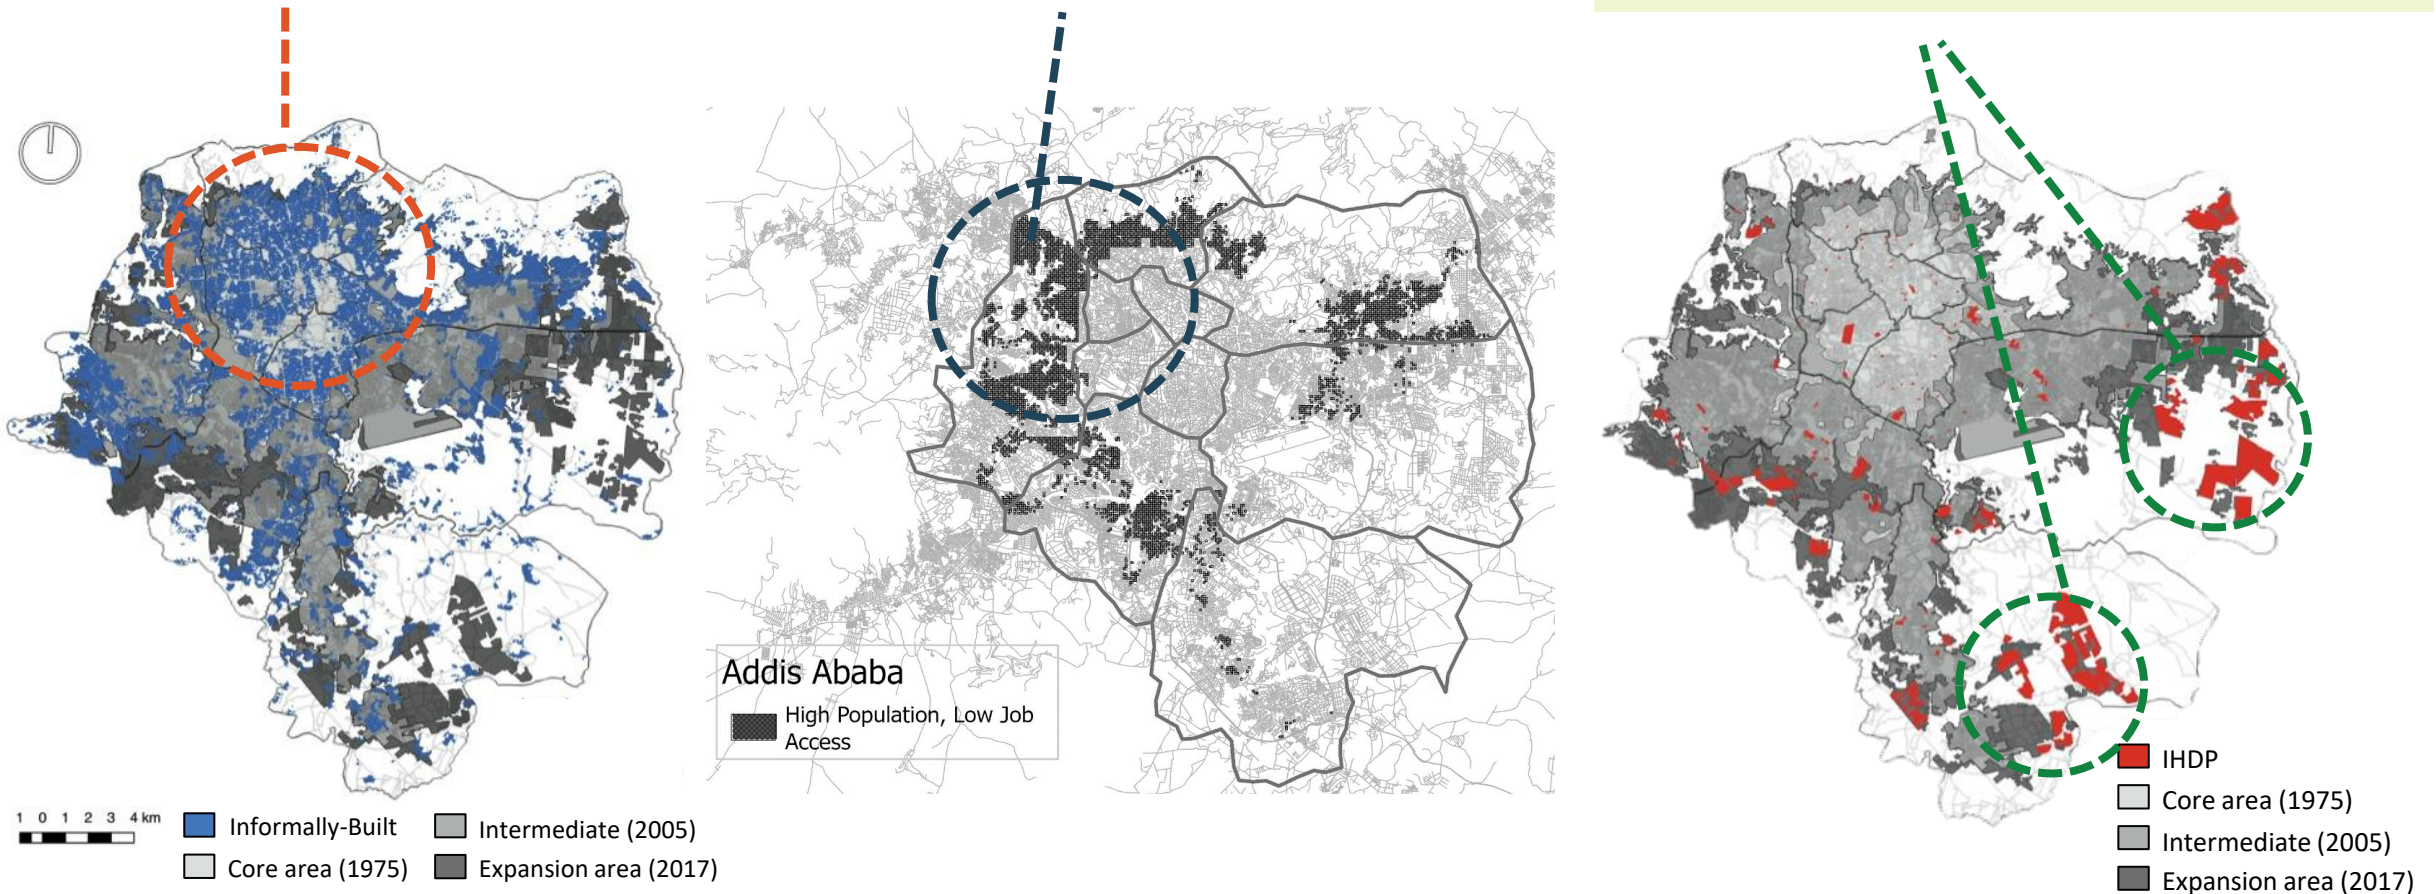 Addis Ababa
High Population, Low Job
Access
1 0 1 2 3 4 km
Informally-Built
Intermediate (2005)
Core area (1975)
Expansion area (2017)
IHDP
Core area (1975)
Intermediate (2005)
Expansion area (2017)